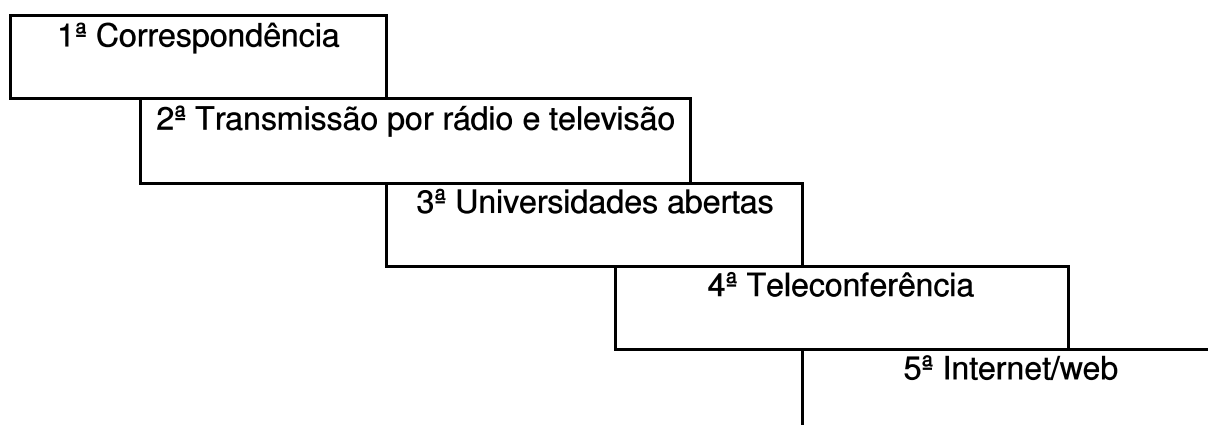 1ª Correspondência
2ª Transmissão por rádio e televisão
3ª Universidades abertas
4ª Teleconferência
5ª Internet/web